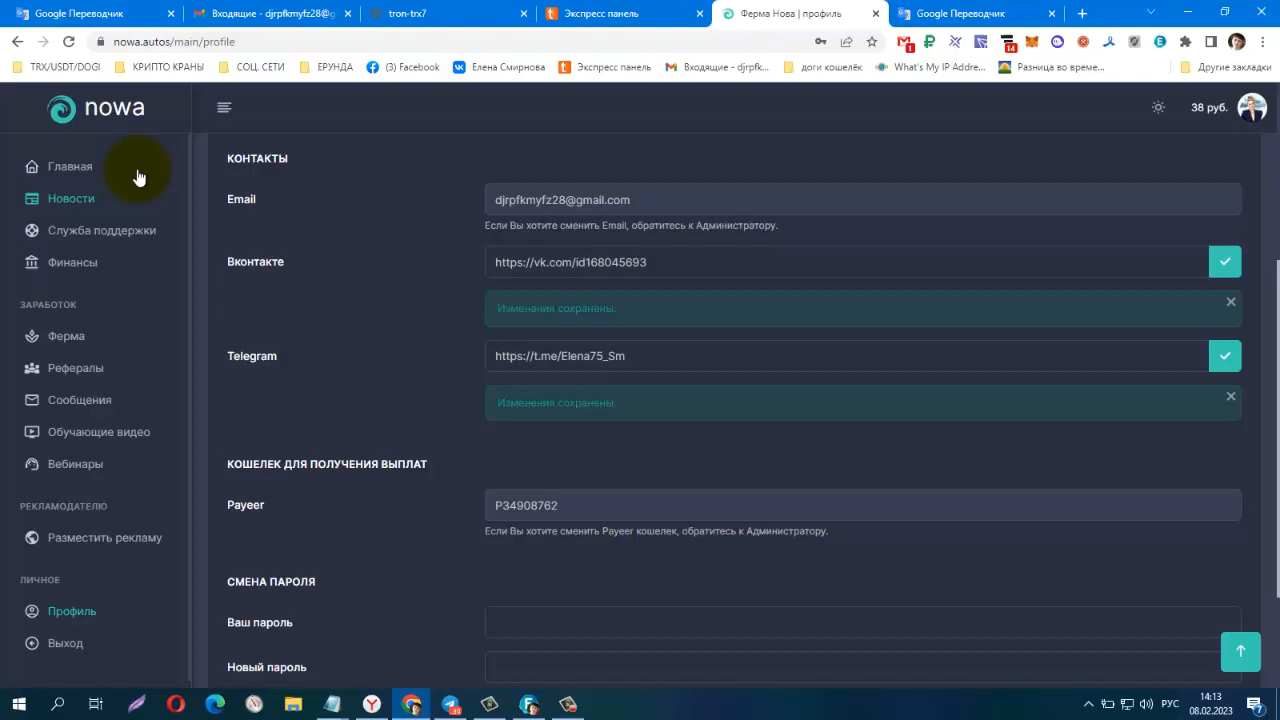 Google Переводчик
Входящие - djrpfkmyfz28@g
tron-trx7
Экспресс панель
Ферма Нова | профиль
Google Переводчик
nowa.autos/main/profile
1
14
TRX/USDT/DOGI
КРИПТО КРАНЫ
СОЦ. СЕТИ
ЕРУНДА
(3) Facebook
Елена Смирнова
Экспресс панель
Входящие - djrpfk...
доги кошелёк
What's My IP Addre...
Разница во време...
Другие закладки
nowa
38 руб.
Главная
Новости
Служба поддержки
Финансы
ЗАРАБОТОК
Ферма
Рефералы
Сообщения
Обучающие видео
Вебинары
РЕКЛАМОДАТЕЛЮ
Разместить рекламу
ЛИЧНОЕ
Профиль
Выход
КОНТАКТЫ
Email
djrpfkmyfz28@gmail.com
Если Вы хотите сменить Email, обратитесь к Администратору.
Вконтакте
https://vk.com/id168045693
Изменения сохранены.
Telegram
https://t.me/Elena75_Sm
Изменения сохранены.
КОШЕЛЕК ДЛЯ ПОЛУЧЕНИЯ ВЫПЛАТ
Payeer
P34908762
Если Вы хотите сменить Payeer кошелек, обратитесь к Администратору.
СМЕНА ПАРОЛЯ
Ваш пароль
Новый пароль
РУС
14:13
08.02.2023